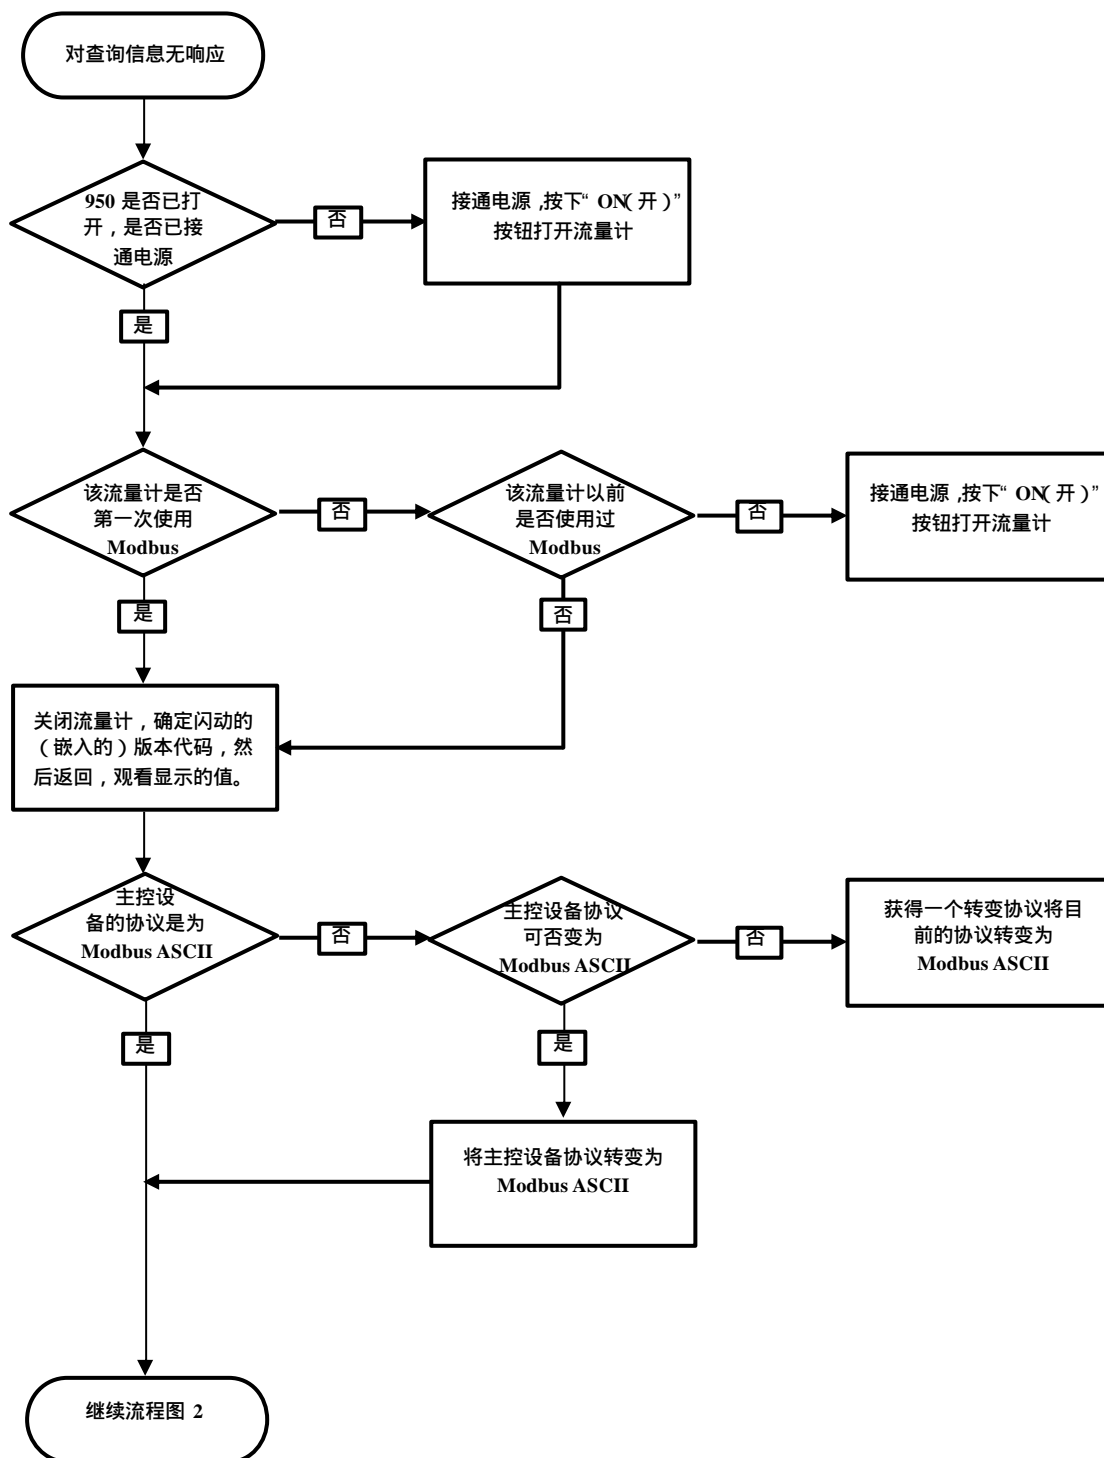 对查询信息无响应
950 是否已打
开，是否已接
通电源
否
接通电源,按下“ ON(开)”
按钮打开流量计
是
该流量计是否
第一次使用
Modbus
否
该流量计以前
是否使用过
Modbus
否
接通电源,按下“ ON(开)”
按钮打开流量计
是
否
关闭流量计，确定闪动的
（嵌入的）版本代码，然
后返回，观看显示的值。
主控设
备的协议是为
Modbus ASCII
否
主控设备协议
可否变为
Modbus ASCII
否
获得一个转变协议将目
前的协议转变为
Modbus ASCII
是
是
将主控设备协议转变为
Modbus ASCII
继续流程图 2